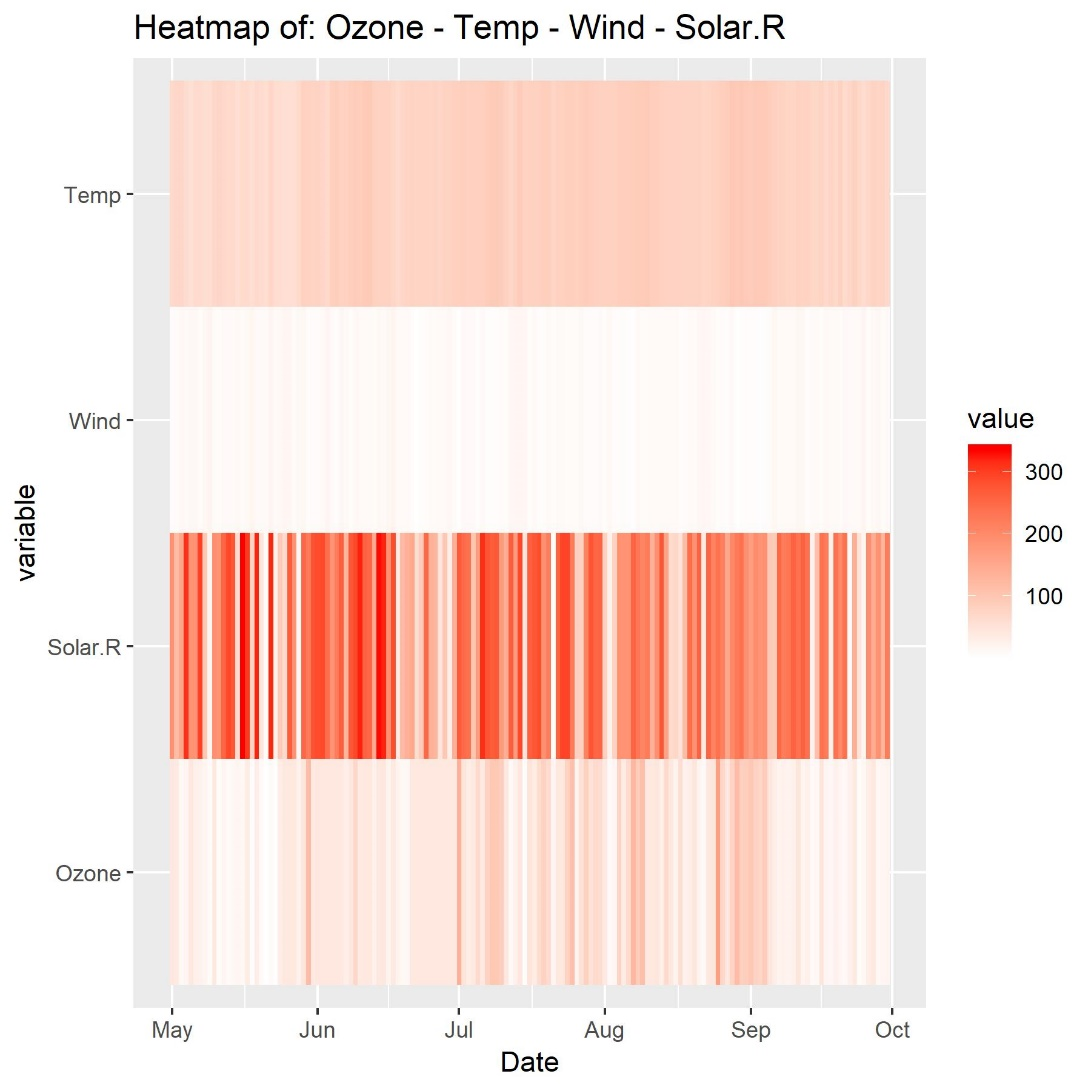 Heatmap of: Ozone - Temp - Wind - Solar.R
Temp
Wind
Solar.R
Ozone
variable
May Jun Jul Aug Sep Oct
Date
value
300
200
100